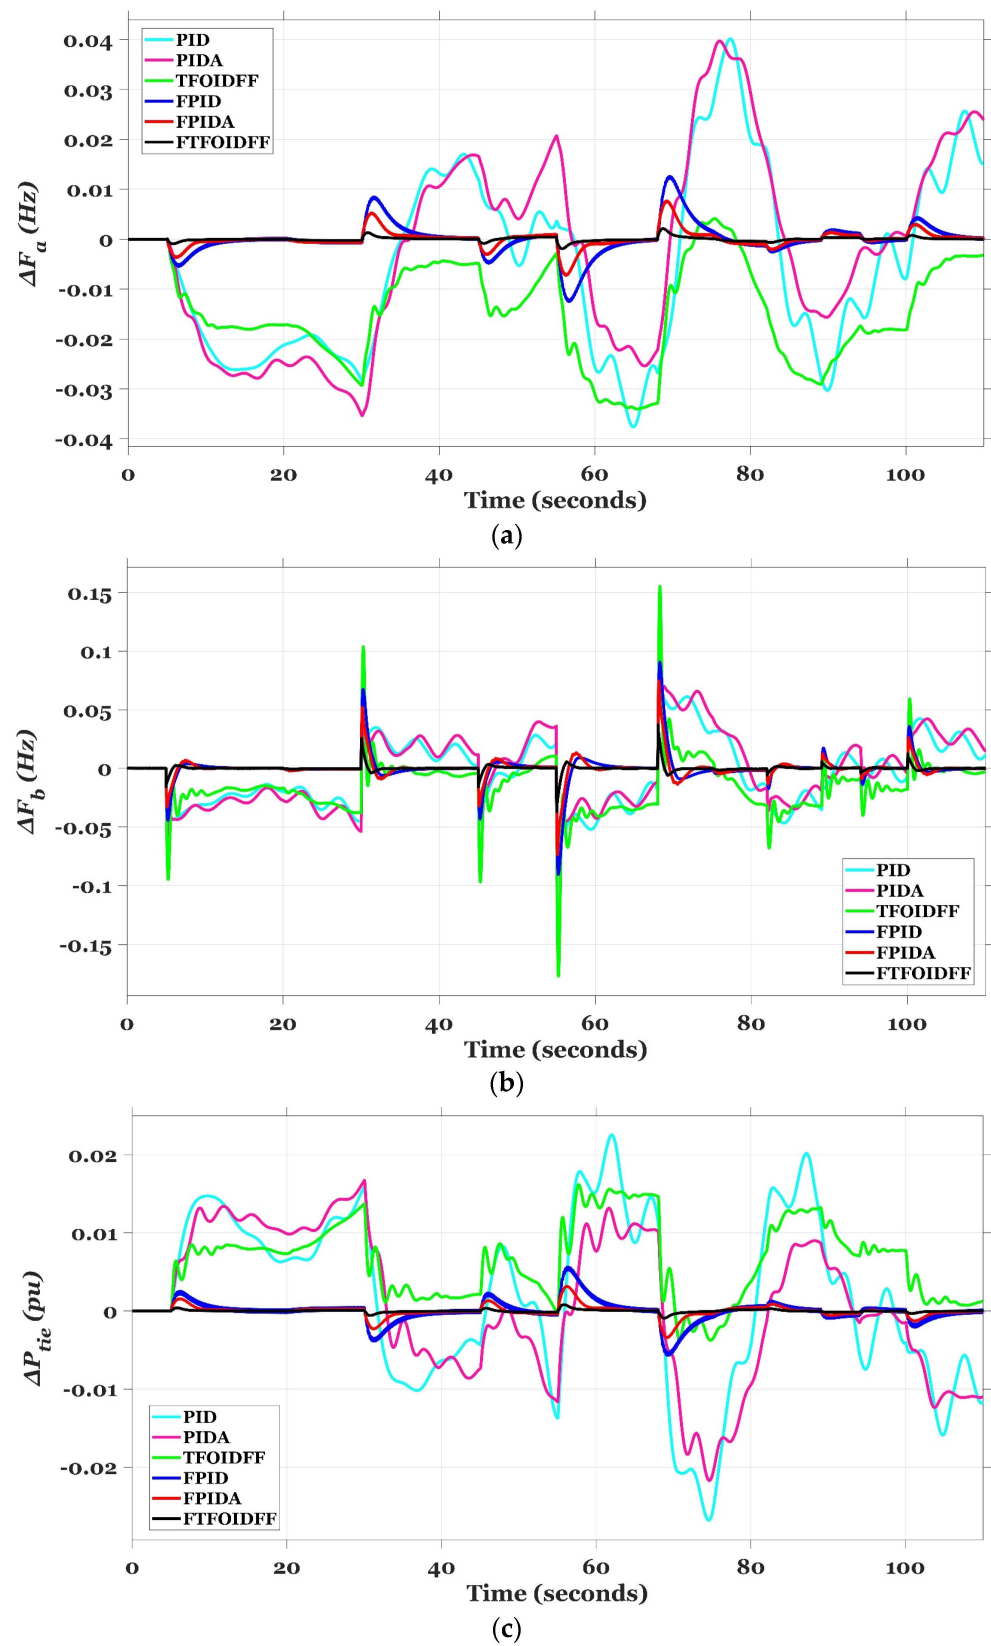 0.04
0.03
0.02
0.01
0
-0.01
-0.02
-0.03
-0.04
ΔFa (Hz)
PID
PIDA
TFOIDFF
FPID
FPIDA
FTFOIDFF
0 20 40 60 80 100
Time (seconds)
(a)
0.15
0.1
0.05
0
-0.05
-0.1
-0.15
ΔFb (Hz)
PID
PIDA
TFOIDFF
FPID
FPIDA
FTFOIDFF
0 20 40 60 80 100
Time (seconds)
(b)
0.02
0.01
0
-0.01
-0.02
ΔPtie (pu)
PID
PIDA
TFOIDFF
FPID
FPIDA
FTFOIDFF
0 20 40 60 80 100
Time (seconds)
(c)